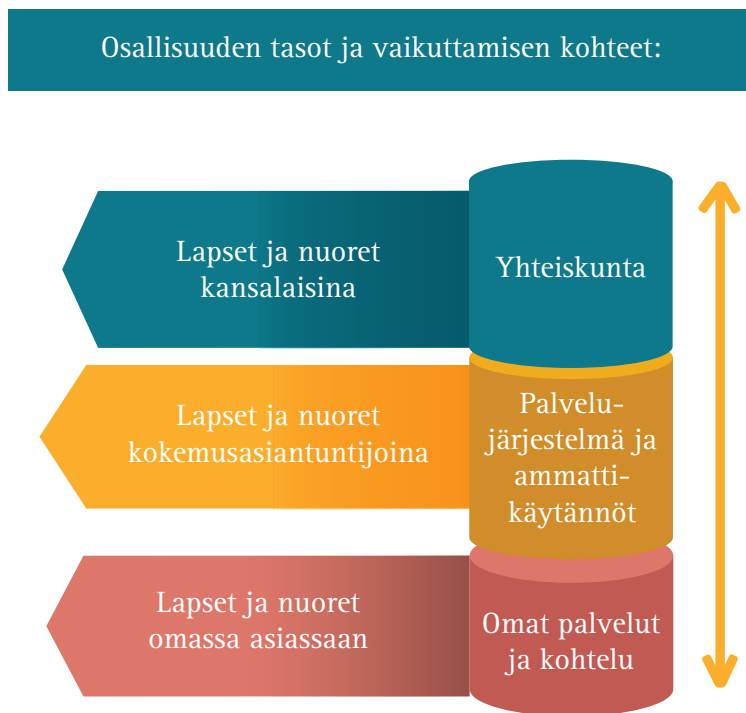 Osallisuuden tasot ja vaikuttamisen kohteet:
Lapset ja nuoret
kansalaisina
Yhteiskunta
Lapset ja nuoret
kokemusasiantuntijoina
Palvelu-
järjestelmä ja
ammatti-
käytännöt
Lapset ja nuoret
omassa asiassaan
Omat palvelut
ja kohtelu